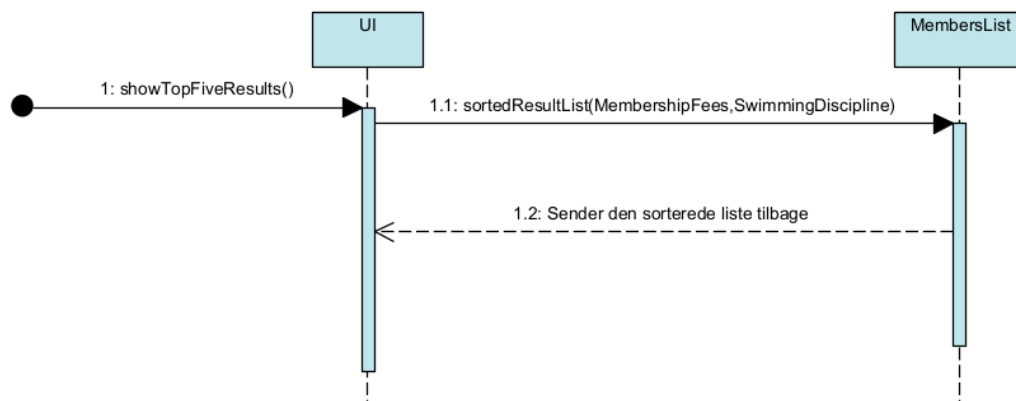 UI
MembersList
1: showTopFiveResults()
1.1: sortedResultList(MembershipFees,SwimmingDiscipline)
1.2: Sender den sorterede liste tilbage